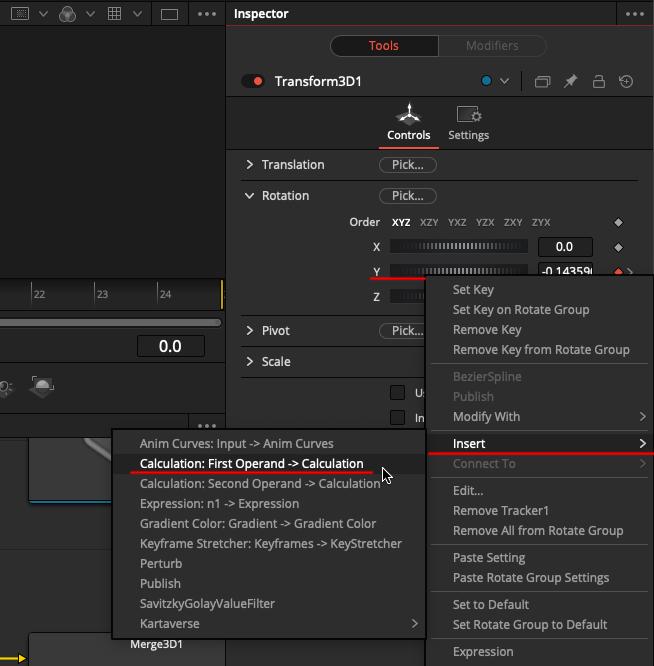 Inspector
Tools
Modifiers
Transform3D1
Controls
Settings
Translation
Pick...
Rotation
Pick...
Order XYZ XZY YXZ YZX ZXY ZYX
X
0.0
Y
-0.14359
Z
Pivot
Pick...
Scale
22
23
24
0.0
Set Key
Set Key on Rotate Group
Remove Key
Remove Key from Rotate Group
BezierSpline
Publish
Modify With
Insert
Connect To
Edit...
Remove Tracker1
Remove All from Rotate Group
Paste Setting
Paste Rotate Group Settings
Set to Default
Set Rotate Group to Default
Expression
Anim Curves: Input -> Anim Curves
Calculation: First Operand -> Calculation
Calculation: Second Operand -> Calculation
Expression: n1 -> Expression
Gradient Color: Gradient -> Gradient Color
Keyframe Stretcher: Keyframes -> KeyStretcher
Perturb
Publish
SavitzkyGolayValueFilter
Kartaverse
Merge3D1